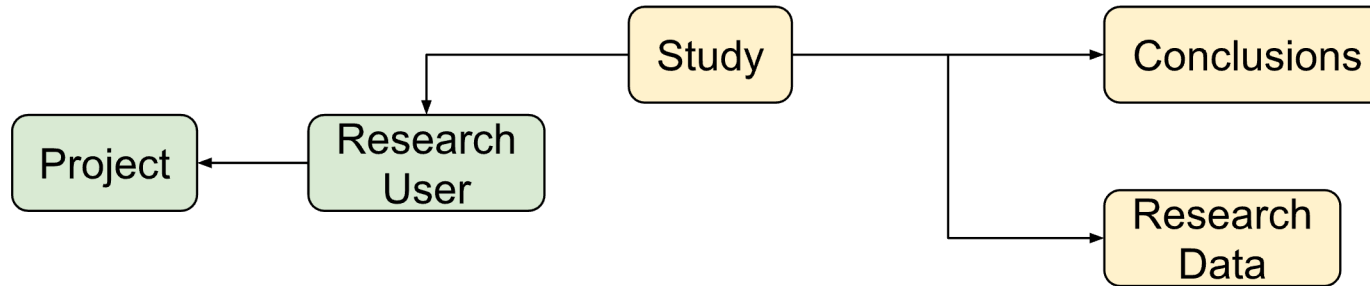 Study
Conclusions
Project
Research
User
Research
Data